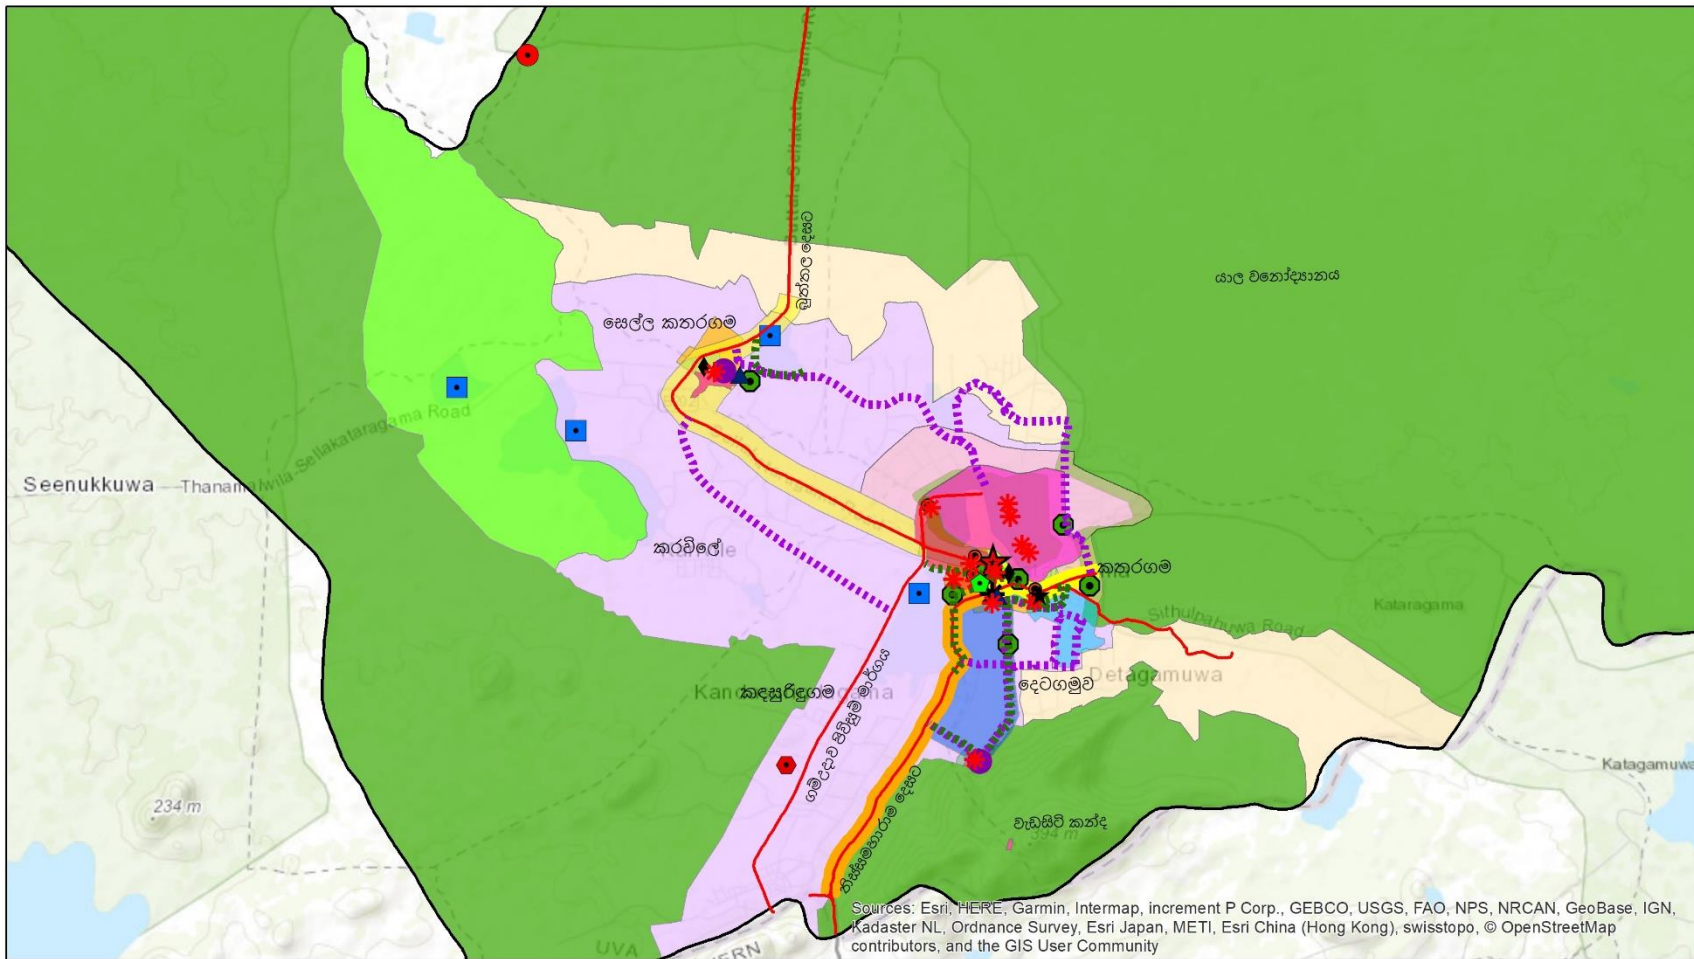 බුත්තල දෙසට
යාල වනෝද්‍යානය
සෙල්ල කතරගම
Seenukkuwa
Thanamalwila-Sellakataragama Road
කරවිලේ
කතරගම
Kataragama
Sithulpahuwa Road
Detagamuwa
දෙටගමුව
කඳසුරිඳුගම
ගම්උදාව පිවිසුම් මාර්ගය
Katagamuwa
234 m
වැඩසිටි කන්ද
394 m
තිස්සමහාරාම දෙසට
Sources: Esri, HERE, Garmin, Intermap, increment P Corp., GEBCO, USGS, FAO, NPS, NRCAN, GeoBase, IGN,
Kadaster NL, Ordnance Survey, Esri Japan, METI, Esri China (Hong Kong), swisstopo, © OpenStreetMap
contributors, and the GIS User Community
UVA